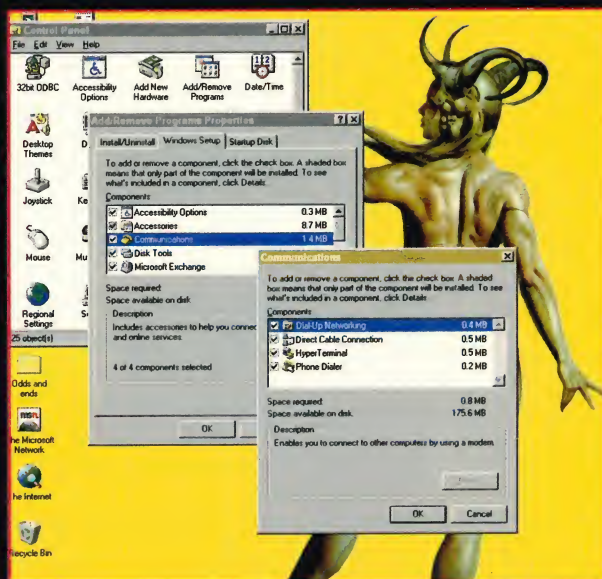 Control Panel
File Edit View Help
32bit ODBC
Accessibility
Options
Add New
Hardware
Add/Remove
Programs
Date/Time
Desktop
Themes
Joystick
Mouse
Regional
Settings
25 object(s)
Add/Remove Programs Properties
Install/Uninstall Windows Setup Startup Disk
To add or remove a component, click the check box. A shaded box
means that only part of the component will be installed. To see
what's included in a component, click Details.
Components
Accessibility Options 0.3 MB
Accessories 8.7 MB
Communications 1.4 MB
Disk Tools
Microsoft Exchange
Space required:
Space available on disk
Description
Includes accessories to help you connec
and online services.
4 of 4 components selected
OK
Communications
To add or remove a component, click the check box. A shaded
box means that only part of the component will be installed. To see
what's included in a component, click Details.
Components
Dial-Up Networking 0.4 MB
Direct Cable Connection 0.5 MB
HyperTerminal 0.5 MB
Phone Dialer 0.2 MB
Space required 0.8 MB
Space available on disk. 175.6 MB
Description
Enables you to connect to other computers by using a modem.
OK Cancel
Odds and
ends
msn
he Microsoft
Network
he Internet
Recycle Bin